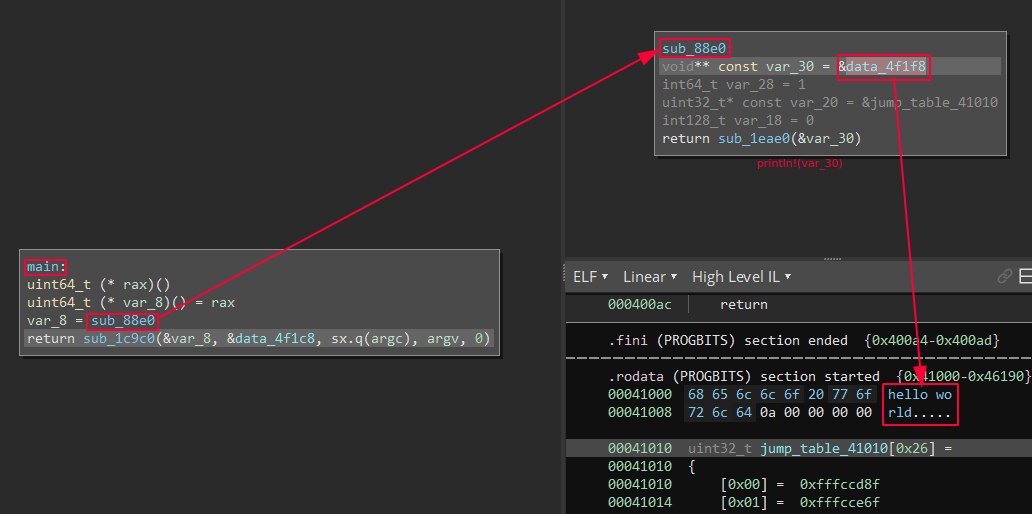 sub_88e0
void** const var_30 = &data_4f1f8
int64_t var_28 = 1
uint32_t* const var_20 = &jump_table_41010
int128_t var_18 = 0
return sub_1eae0(&var_30)
println!(var_30)
main:
uint64_t (* rax)()
uint64_t (* var_8)() = rax
var_8 = sub_88e0
return sub_1c9c0(&var_8, &data_4f1c8, sx.q(argc), argv, 0)
ELF ▾ Linear ▾ High Level IL ▾
000400ac return
.fini (PROGBITS) section ended {0x400a4-0x400ad}
.rodata (PROGBITS) section started {0x41000-0x46190}
00041000 68 65 6c 6c 6f 20 77 6f hello wo
00041008 72 6c 64 0a 00 00 00 00 rld.....
00041010 uint32_t jump_table_41010[0x26] =
00041010 {
00041010 [0x00] = 0xfffccd8f
00041014 [0x01] = 0xfffcce6f